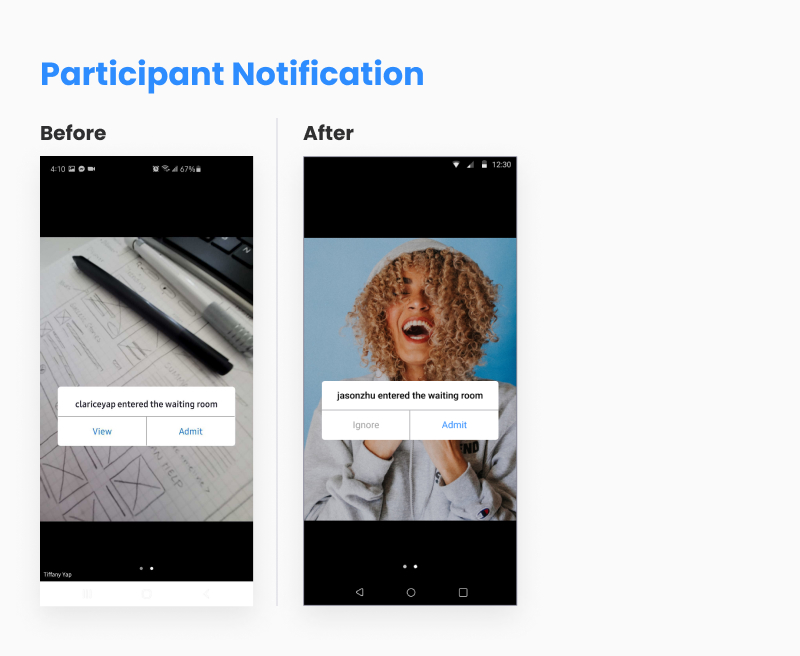 Participant Notification
Before
After
4:10
67%
clariceyap entered the waiting room
View
Admit
Tiffany Yap
12:30
jasonzhu entered the waiting room
Ignore
Admit